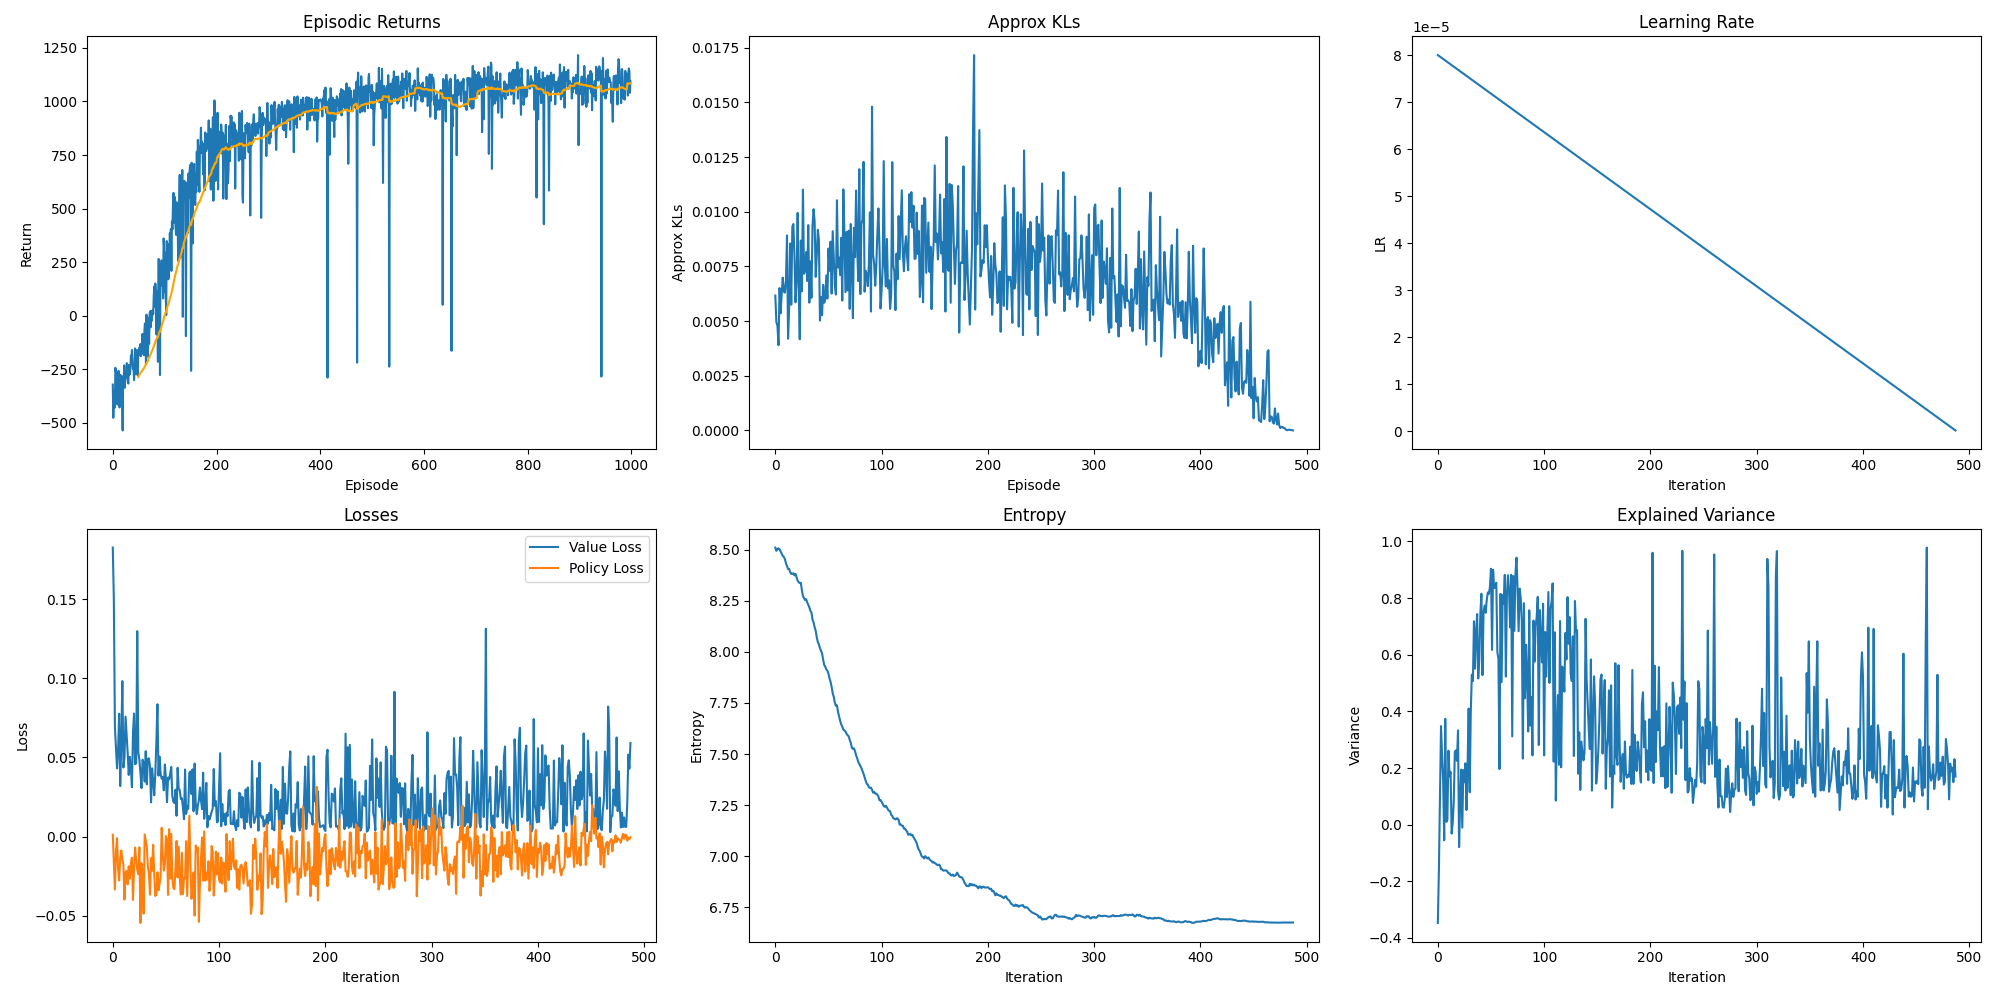 Episodic Returns
1250
1000
750
500
250
0
−250
−500
Return
0 200 400 600 800 1000
Episode
Approx KLs
0.0175
0.0150
0.0125
0.0100
0.0075
0.0050
0.0025
0.0000
Approx KLs
0 100 200 300 400 500
Episode
Learning Rate
1e−5
8
7
6
5
4
3
2
1
0
LR
0 100 200 300 400 500
Iteration
Losses
Value Loss
Policy Loss
0.15
0.10
0.05
0.00
−0.05
Loss
0 100 200 300 400 500
Iteration
Entropy
8.50
8.25
8.00
7.75
7.50
7.25
7.00
6.75
Entropy
0 100 200 300 400 500
Iteration
Explained Variance
1.0
0.8
0.6
0.4
0.2
0.0
−0.2
−0.4
Variance
0 100 200 300 400 500
Iteration